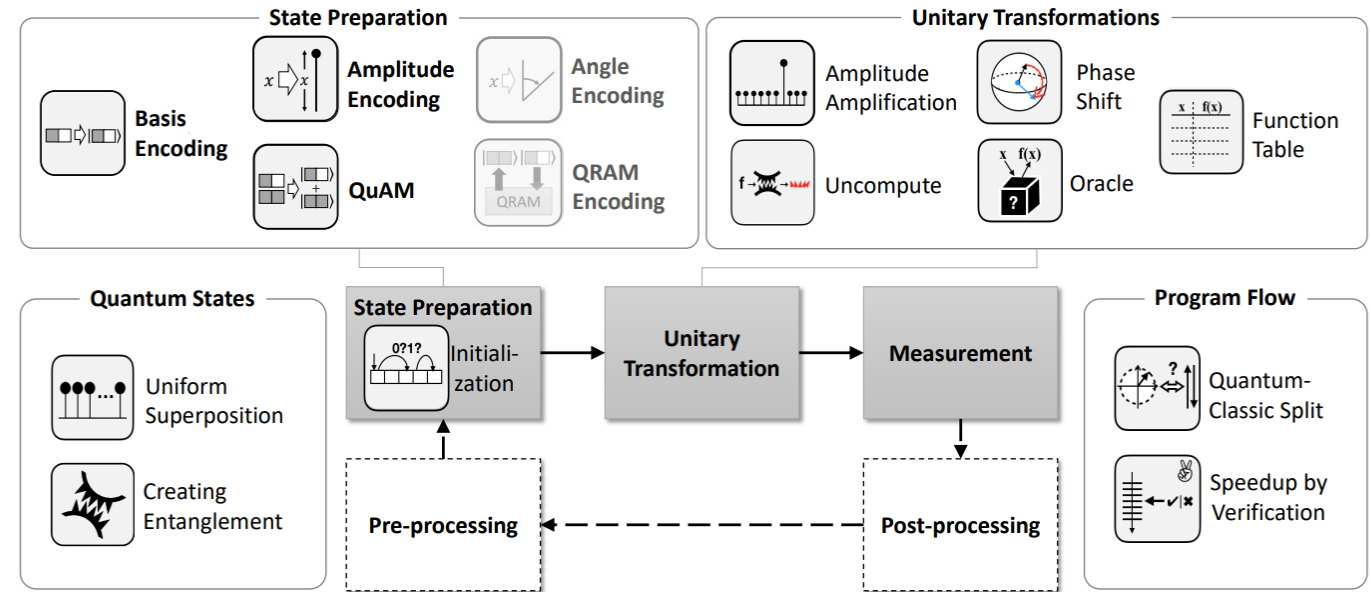 State Preparation
Unitary Transformations
x x
Amplitude
Encoding
x
Angle
Encoding
Basis
Encoding
QuAM
QRAM
QRAM
Encoding
Amplitude
Amplification
Phase
Shift
x f(x)
Function
Table
f
Uncompute
x f(x)
?
Oracle
Quantum States
Uniform
Superposition
Creating
Entanglement
State Preparation
0?1?
Initiali-
zation
Unitary
Transformation
Measurement
Pre-processing
Post-processing
Program Flow
?
Quantum-
Classic Split
Speedup by
Verification